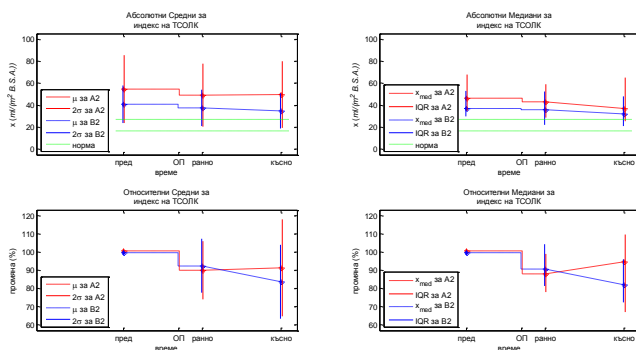 Абсолютни Средни за
индекс на ТСОЛК
x (ml/(m² B.S.A.))
100
80
60
40
20
0
μ за A2
2σ за A2
μ за B2
2σ за B2
норма
пред ОП ранно късно
време
Абсолютни Медиани за
индекс на ТСОЛК
x (ml/(m² B.S.A.))
100
80
60
40
20
0
x_med за A2
IQR за A2
x_med за B2
IQR за B2
норма
пред ОП ранно късно
време
Относителни Средни за
индекс на ТСОЛК
промяна (%)
120
110
100
90
80
70
60
μ за A2
2σ за A2
μ за B2
2σ за B2
пред ОП ранно късно
време
Относителни Медиани за
индекс на ТСОЛК
промяна (%)
120
110
100
90
80
70
60
x_med за A2
IQR за A2
x_med за B2
IQR за B2
пред ОП ранно късно
време